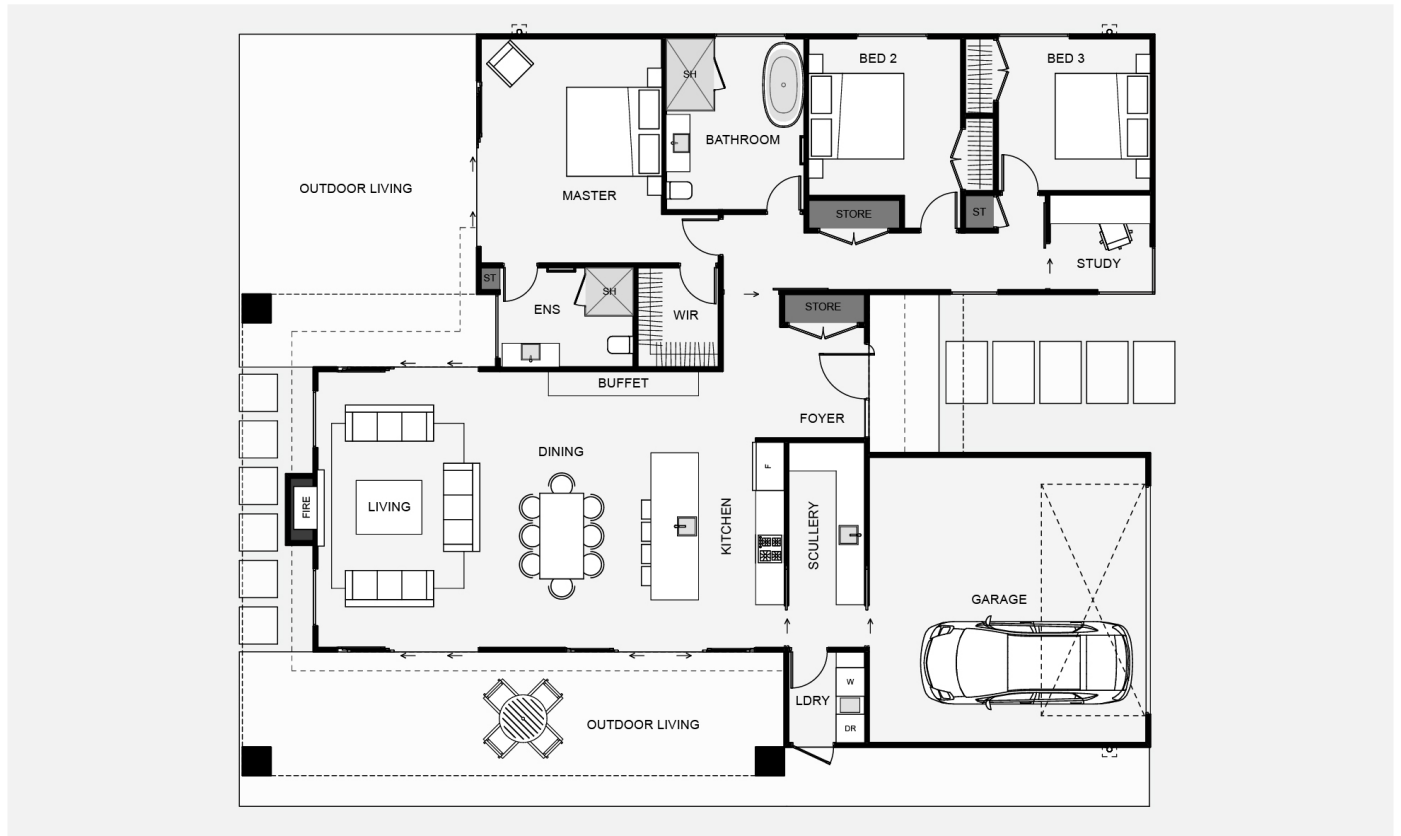 BED 2
BED 3
SH
BATHROOM
OUTDOOR LIVING
MASTER
STORE
ST
STUDY
ST
ENS
SH
WIR
STORE
BUFFET
FOYER
DINING
F
LIVING
FIRE
KITCHEN
SCULLERY
GARAGE
W
LDRY
DR
OUTDOOR LIVING